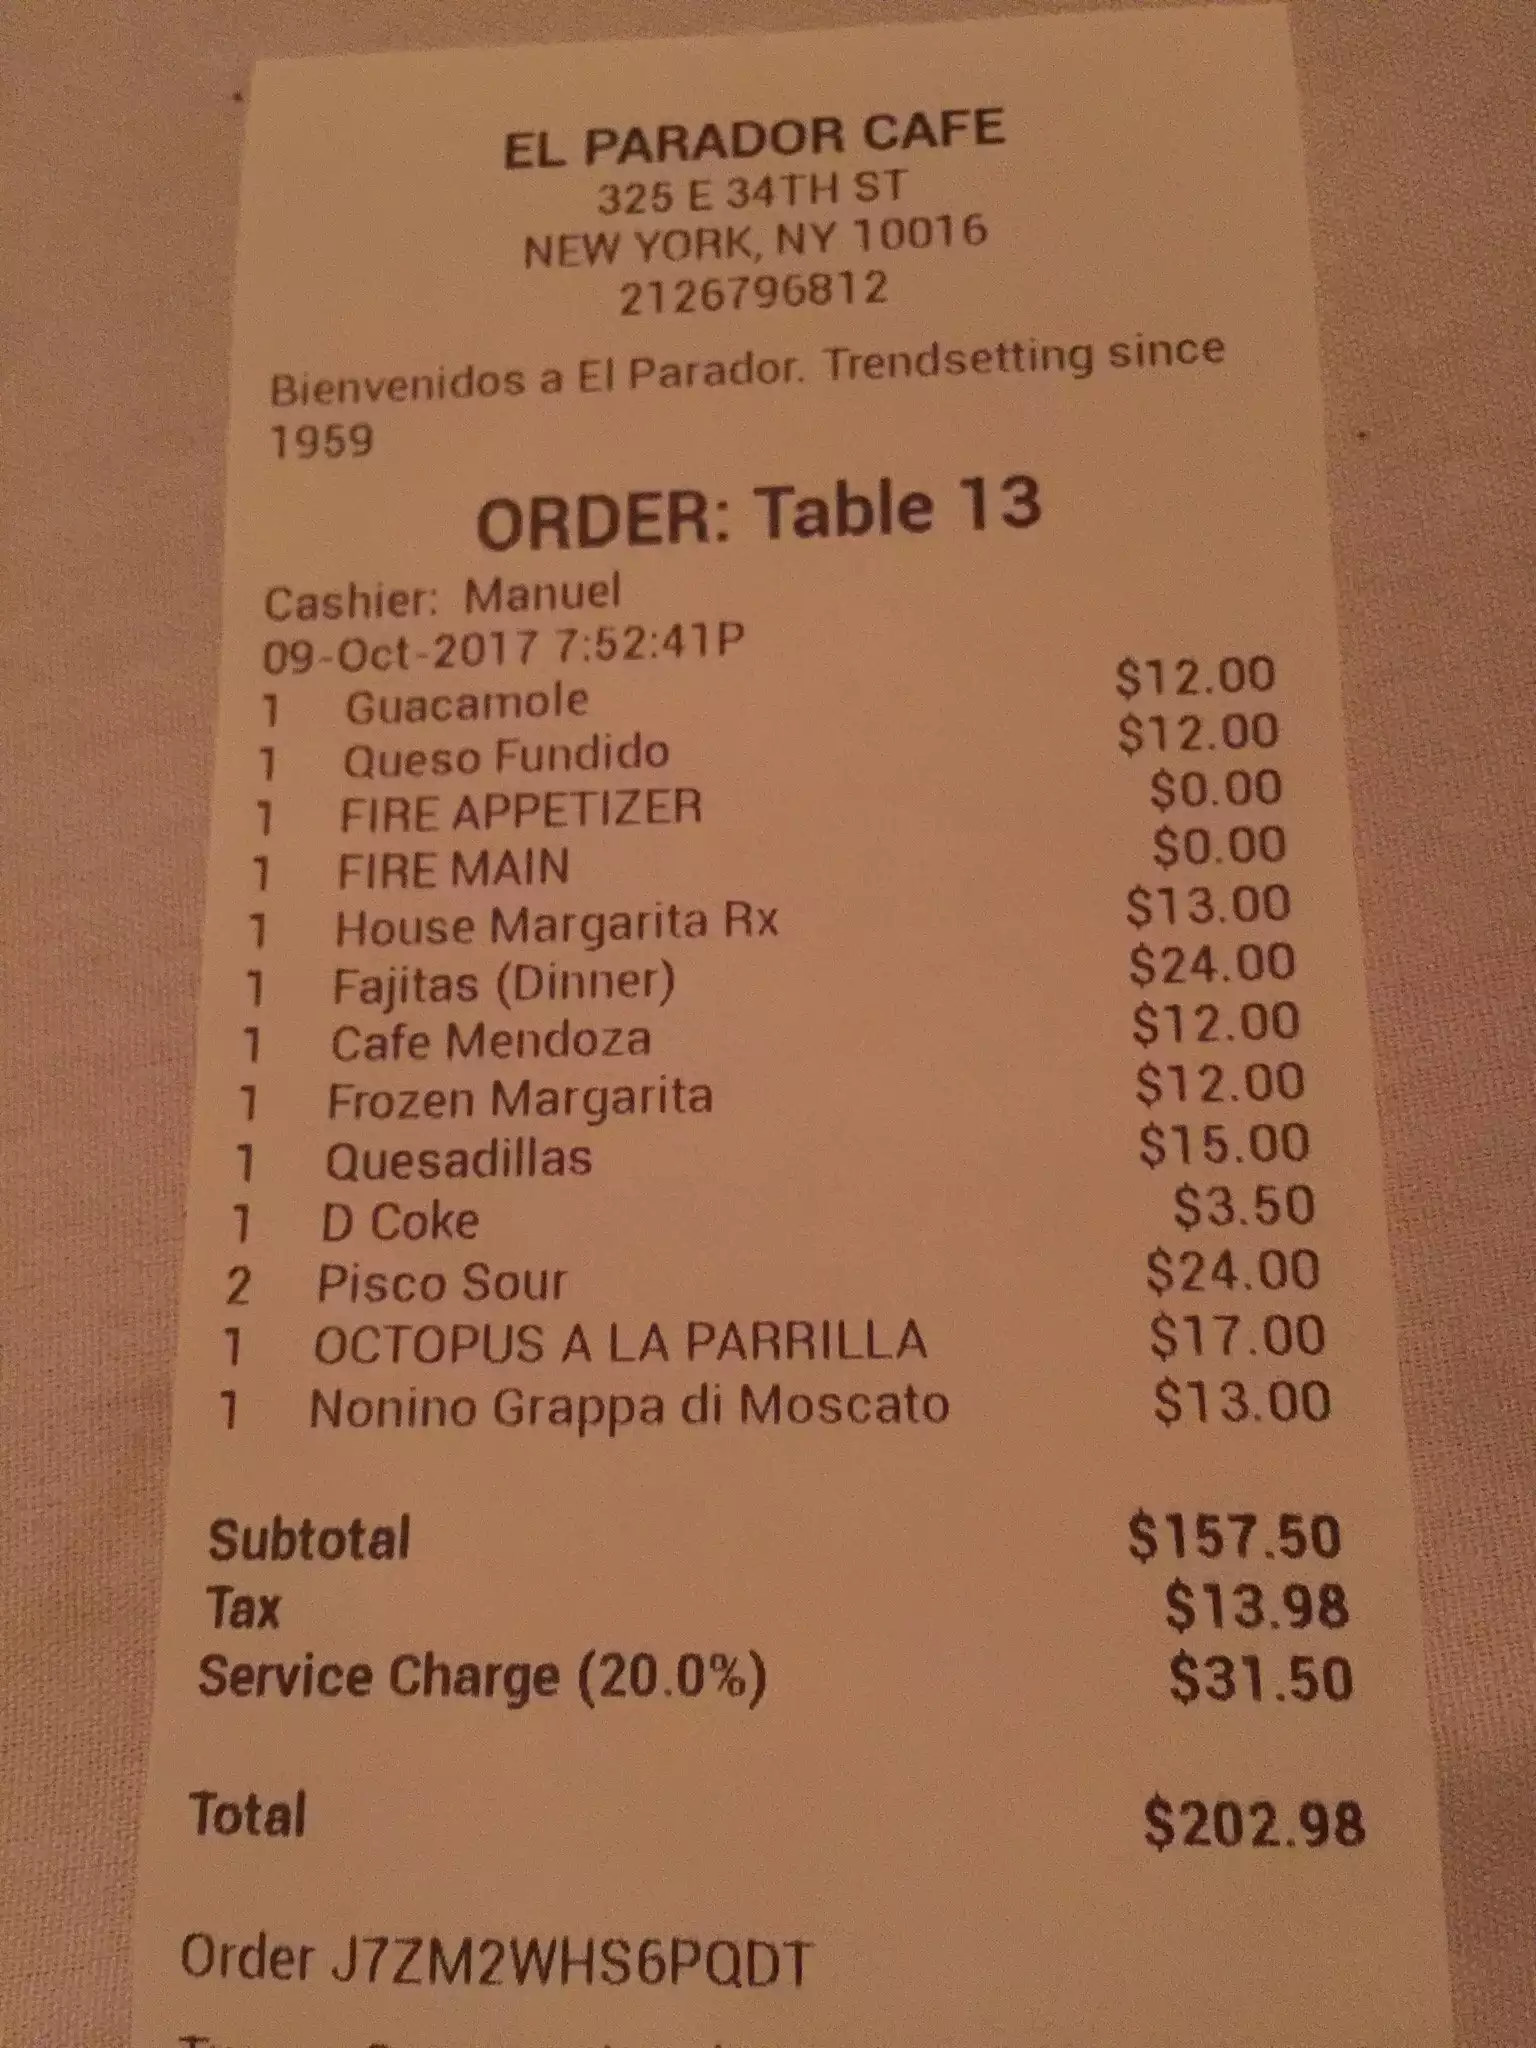 EL PARADOR CAFE
325 E 34TH ST
NEW YORK, NY 10016
2126796812
Bienvenidos a El Parador. Trendsetting since
1959
ORDER: Table 13
Cashier: Manuel
09-Oct-2017 7:52:41P
1 Guacamole $12.00
1 Queso Fundido $12.00
1 FIRE APPETIZER $0.00
1 FIRE MAIN $0.00
1 House Margarita Rx $13.00
1 Fajitas (Dinner) $24.00
1 Cafe Mendoza $12.00
1 Frozen Margarita $12.00
1 Quesadillas $15.00
1 D Coke $3.50
2 Pisco Sour $24.00
1 OCTOPUS A LA PARRILLA $17.00
1 Nonino Grappa di Moscato $13.00
Subtotal $157.50
Tax $13.98
Service Charge (20.0%) $31.50
Total $202.98
Order J7ZM2WHS6PQDT